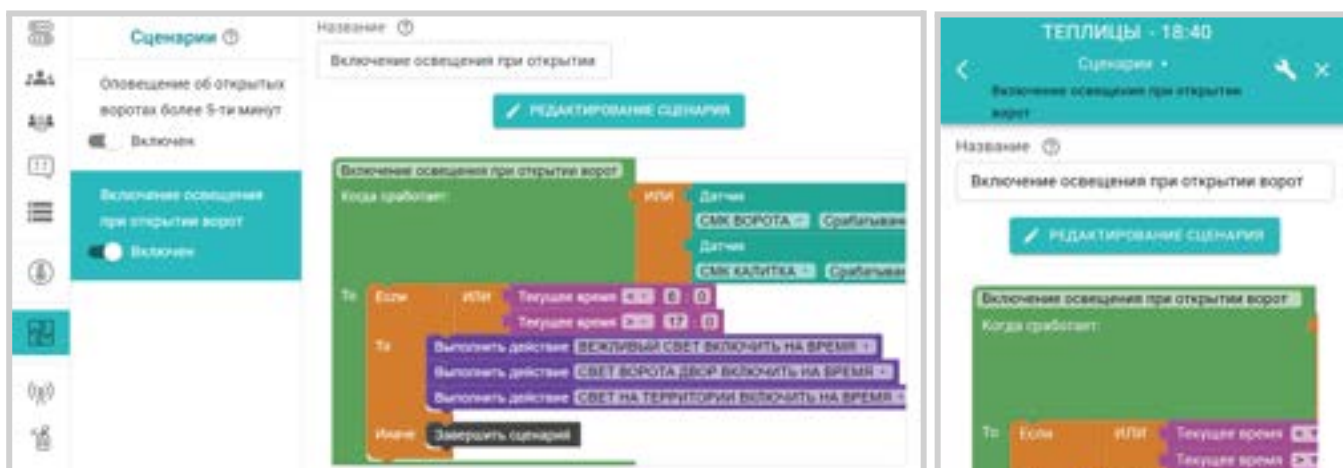 Сценарии
Оповещение об открытых
воротах более 5-ти минут
Включен
Включение освещения
при открытии ворот
Включен
Название
Включение освещения при открытии
РЕДАКТИРОВАНИЕ СЦЕНАРИЯ
Включение освещения при открытии ворот
Когда сработает:
ИЛИ
Датчик
СМК ВОРОТА
Срабатыван
Датчик
СМК КАЛИТКА
Срабатыван
То
Если
ИЛИ
Текущее время < 6 : 0
Текущее время > 17 : 0
То
Выполнить действие ВЕЖЛИВЫЙ СВЕТ ВКЛЮЧИТЬ НА ВРЕМЯ
Выполнить действие СВЕТ ВОРОТА ДВОР ВКЛЮЧИТЬ НА ВРЕМЯ
Выполнить действие СВЕТ НА ТЕРРИТОРИИ ВКЛЮЧИТЬ НА ВРЕМЯ
Иначе
Завершить сценарий
ТЕПЛИЦЫ - 18:40
Сценарии
Включение освещения при открытии
ворот
Название
Включение освещения при открытии ворот
РЕДАКТИРОВАНИЕ СЦЕНАРИЯ
Включение освещения при открытии ворот
Когда сработает:
То
Если
ИЛИ
Текущее время <
Текущее время >